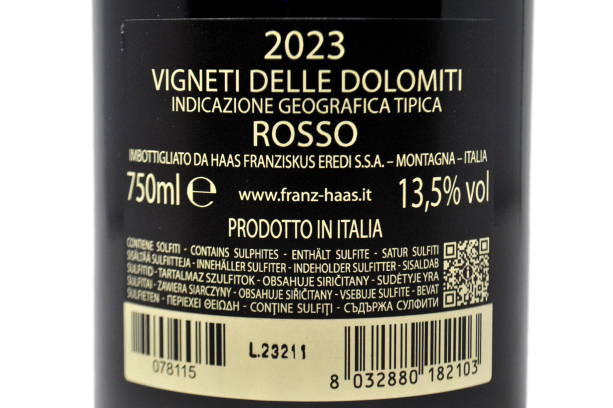 2023
VIGNETI DELLE DOLOMITI
INDICAZIONE GEOGRAFICA TIPICA
ROSSO
IMBOTTIGLIATO DA HAAS FRANZISKUS EREDI S.S.A. – MONTAGNA – ITALIA
750ml ℮ www.franz-haas.it 13,5% vol
PRODOTTO IN ITALIA
CONTIENE SOLFITI - CONTAINS SULPHITES - ENTHÄLT SULFITE - SATUR SULFITI
SISÄLTÄÄ SULFIITTEJA - INNEHÅLLER SULFITER - INDEHOLDER SULFITTER - SISALDAB
SULFITID - TARTALMAZ SZULFITOK - OBSAHUJE SIRIČITANY - SUDĖTYJE YRA
SULFITAI - ZAWIERA SIARCZYNY - OBSAHUJE SIŘIČITANY - VSEBUJE SULFITE - BEVAT
SULFIETEN - ΠΕΡΙΕΧΕΙ ΘΕΙΩΔΗ - CONŢINE SULFIŢI - СЪДЪРЖА СУЛФИТИ
L.23211
078115
8 032880 182103